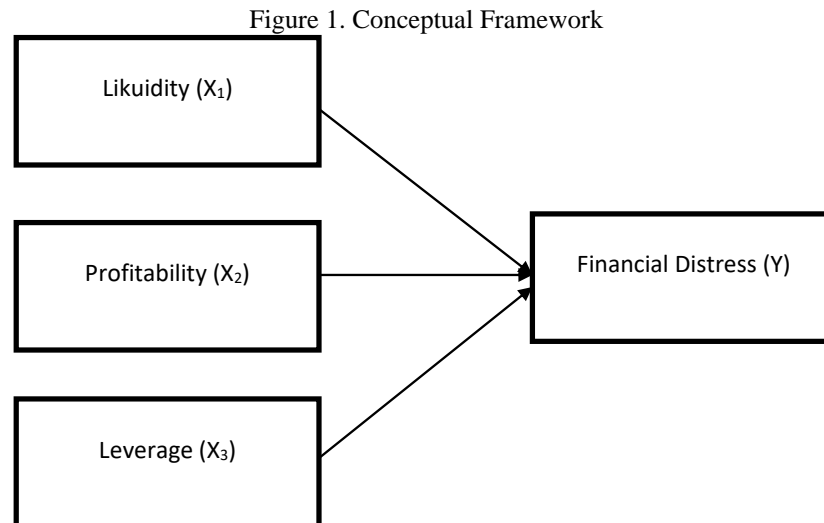 Figure 1. Conceptual Framework
Likuidity (X₁)
Profitability (X₂)
Financial Distress (Y)
Leverage (X₃)